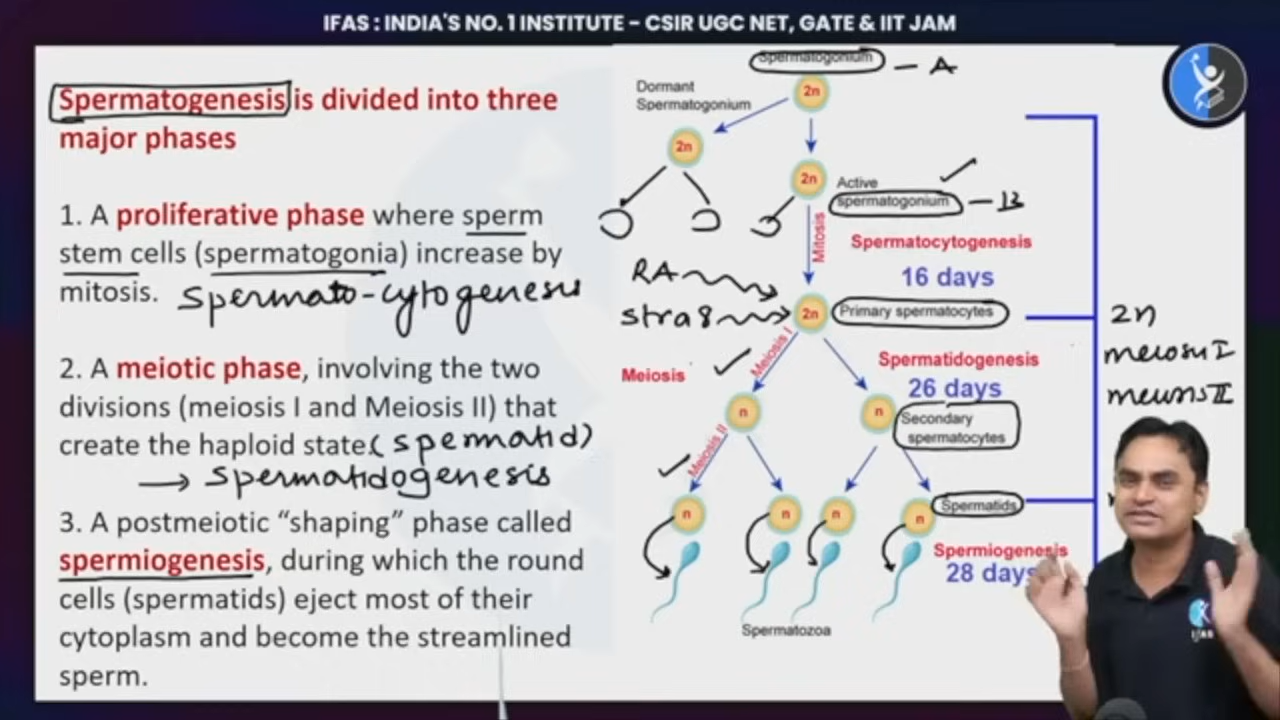 IFAS : INDIA'S NO. 1 INSTITUTE – CSIR UGC NET, GATE & IIT JAM
Spermatogenesis is divided into three
major phases
1. A proliferative phase where sperm
stem cells (spermatogonia) increase by
mitosis. Spermato-cytogenesis
2. A meiotic phase, involving the two
divisions (meiosis I and Meiosis II) that
create the haploid state. (spermatid)
→ Spermatidogenesis
3. A postmeiotic “shaping” phase called
spermiogenesis, during which the round
cells (spermatids) eject most of their
cytoplasm and become the streamlined
sperm.
Spermatogonium – A
Dormant
Spermatogonium
2n
2n
2n
Active
spermatogonium – B
Mitosis
Spermatocytogenesis
16 days
RA
Stra8
2n
Primary spermatocytes
2n
meiosis I
meiosis II
Meiosis I
Meiosis
Spermatidogenesis
26 days
n
n
Secondary
spermatocytes
Meiosis II
n
n
n
n
Spermatids
Spermiogenesis
28 days
Spermatozoa
IFAS